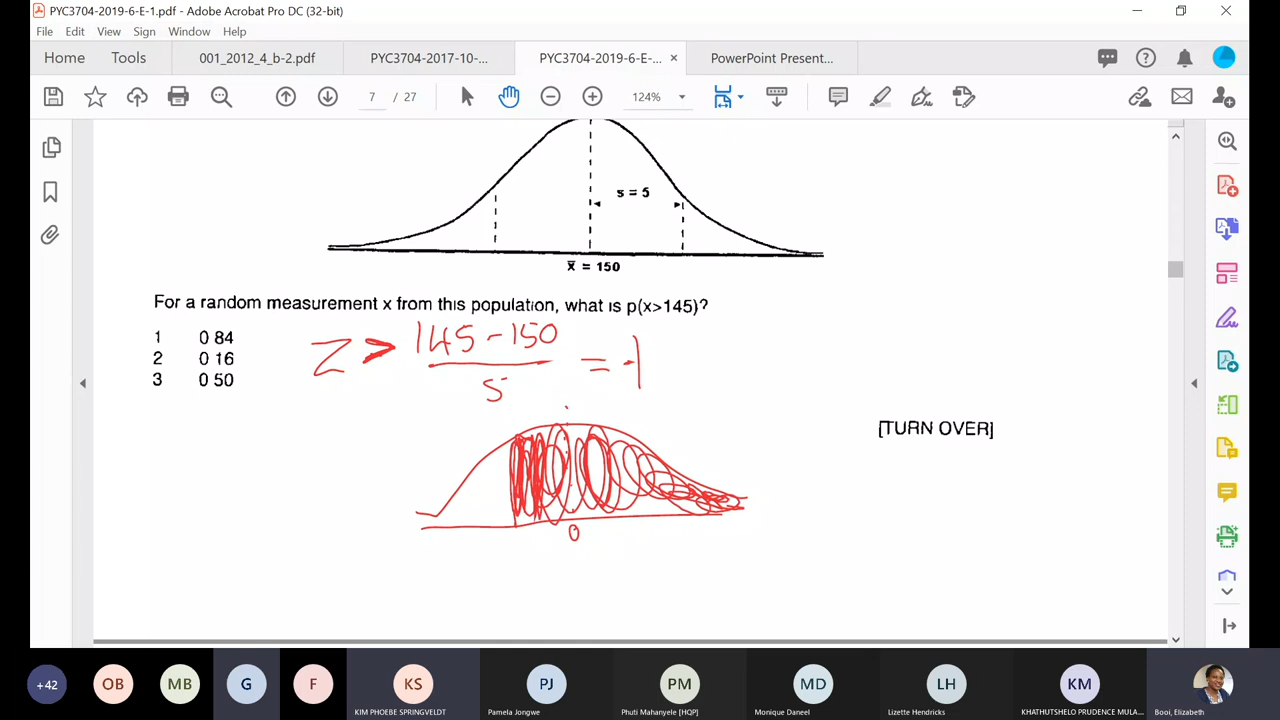 PYC3704-2019-6-E-1.pdf - Adobe Acrobat Pro DC (32-bit)
File Edit View Sign Window Help
Home Tools 001_2012_4_b-2.pdf PYC3704-2017-10-... PYC3704-2019-6-E-... × PowerPoint Present...
7 / 27 124%
s = 5
x̄ = 150
For a random measurement x from this population, what is p(x>145)?
1 0 84
2 0 16
3 0 50
Z > 145-150 / 5 = -1
[TURN OVER]
0
+42 OB MB G F KS PJ PM MD LH KM
KIM PHOEBE SPRINGVELDT Pamela Jongwe Phuti Mahanyele [HQP] Monique Daneel Lizette Hendricks KHATHUTSHELO PRUDENCE MULA... Booi, Elizabeth